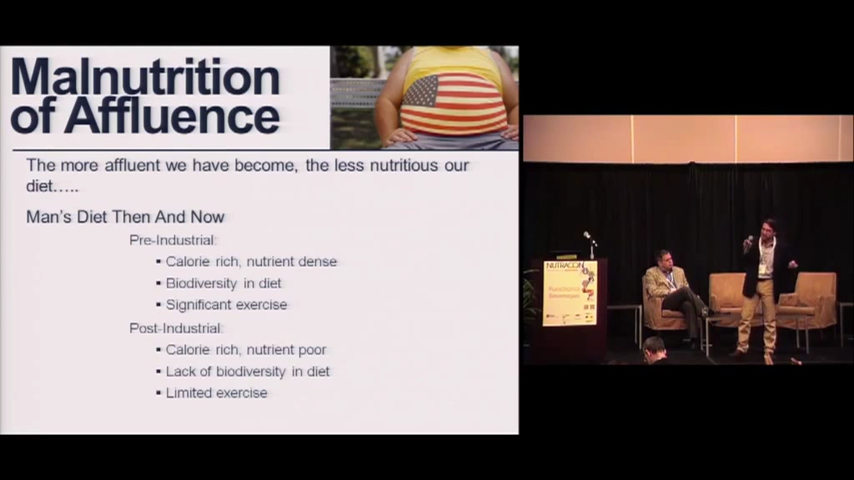 Malnutrition
of Affluence
The more affluent we have become, the less nutritious our
diet.....
Man's Diet Then And Now
Pre-Industrial:
▪ Calorie rich, nutrient dense
▪ Biodiversity in diet
▪ Significant exercise
Post-Industrial:
▪ Calorie rich, nutrient poor
▪ Lack of biodiversity in diet
▪ Limited exercise
NUTRACON